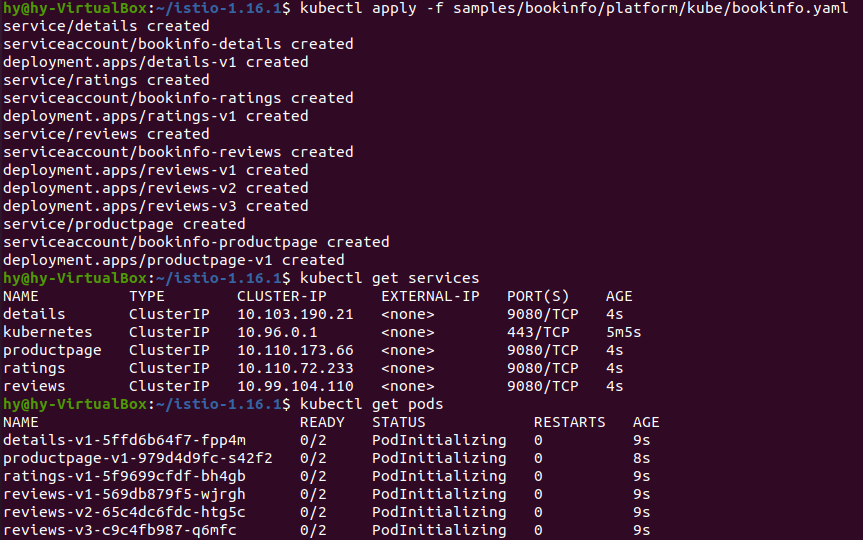 hy@hy-VirtualBox:~/istio-1.16.1$ kubectl apply -f samples/bookinfo/platform/kube/bookinfo.yaml
service/details created
serviceaccount/bookinfo-details created
deployment.apps/details-v1 created
service/ratings created
serviceaccount/bookinfo-ratings created
deployment.apps/ratings-v1 created
service/reviews created
serviceaccount/bookinfo-reviews created
deployment.apps/reviews-v1 created
deployment.apps/reviews-v2 created
deployment.apps/reviews-v3 created
service/productpage created
serviceaccount/bookinfo-productpage created
deployment.apps/productpage-v1 created
hy@hy-VirtualBox:~/istio-1.16.1$ kubectl get services
NAME          TYPE        CLUSTER-IP      EXTERNAL-IP   PORT(S)    AGE
details       ClusterIP   10.103.190.21   <none>        9080/TCP   4s
kubernetes    ClusterIP   10.96.0.1       <none>        443/TCP    5m5s
productpage   ClusterIP   10.110.173.66   <none>        9080/TCP   4s
ratings       ClusterIP   10.110.72.233   <none>        9080/TCP   4s
reviews       ClusterIP   10.99.104.110   <none>        9080/TCP   4s
hy@hy-VirtualBox:~/istio-1.16.1$ kubectl get pods
NAME                             READY   STATUS            RESTARTS   AGE
details-v1-5ffd6b64f7-fpp4m      0/2     PodInitializing   0          9s
productpage-v1-979d4d9fc-s42f2   0/2     PodInitializing   0          8s
ratings-v1-5f9699cfdf-bh4gb      0/2     PodInitializing   0          9s
reviews-v1-569db879f5-wjrgh      0/2     PodInitializing   0          9s
reviews-v2-65c4dc6fdc-htg5c      0/2     PodInitializing   0          9s
reviews-v3-c9c4fb987-q6mfc       0/2     PodInitializing   0          9s